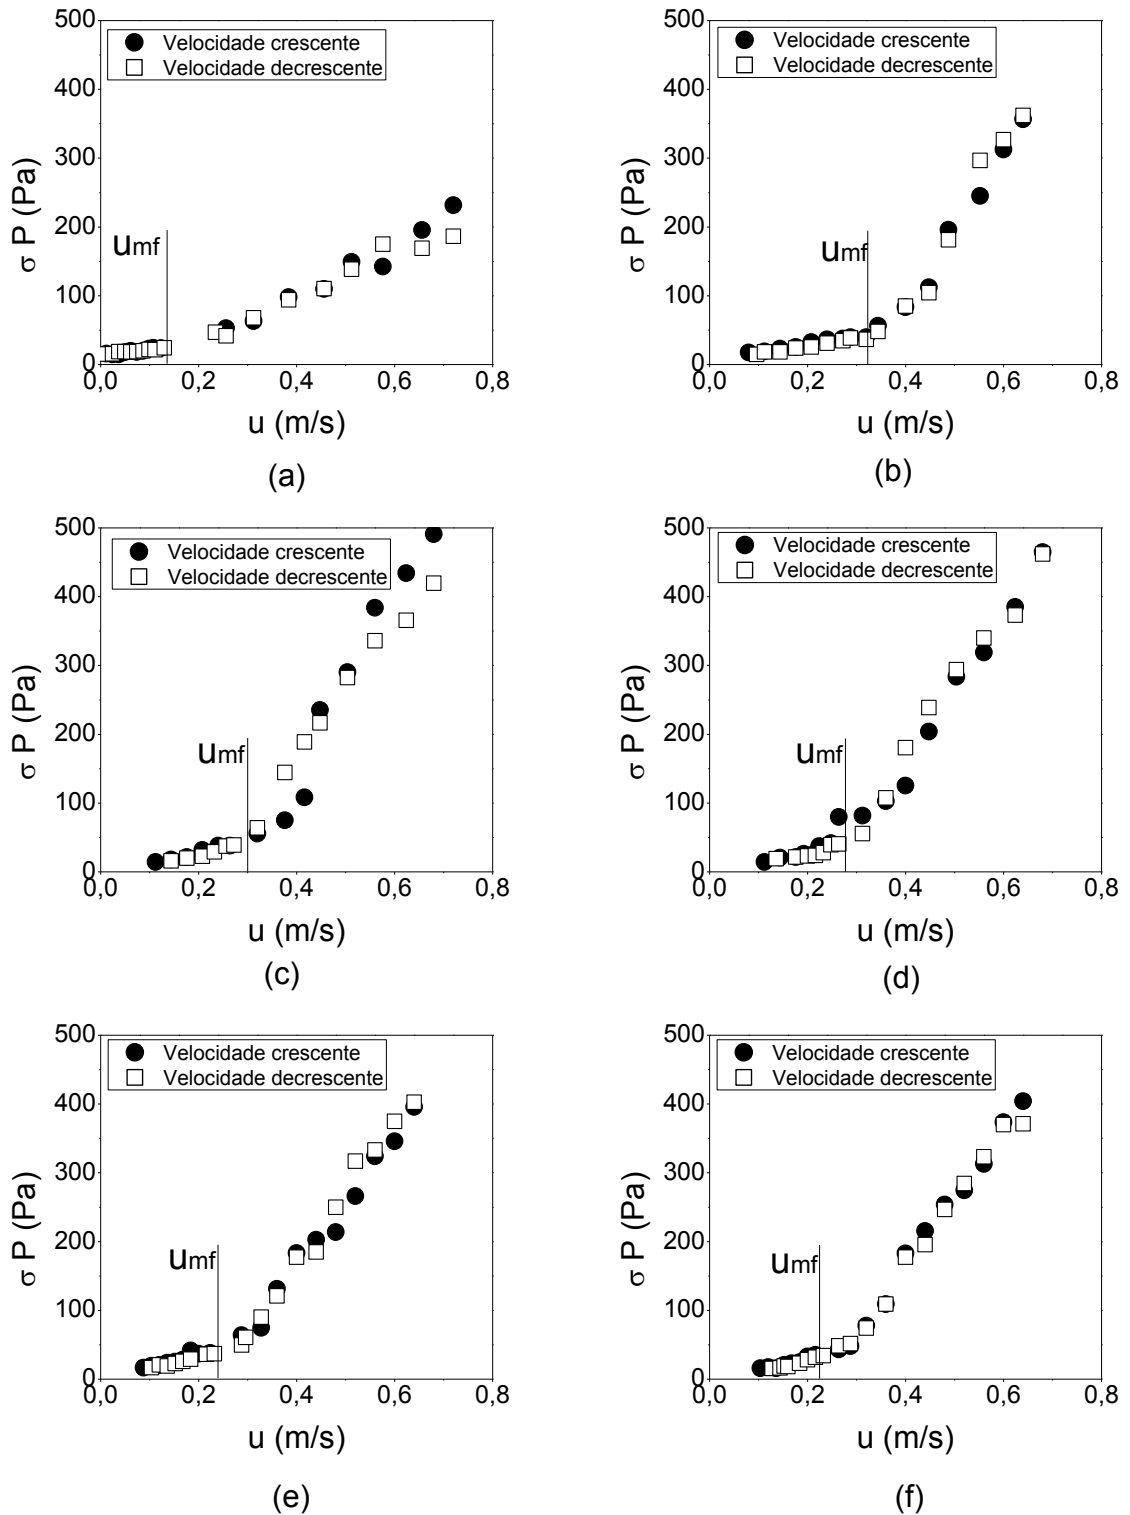 500
400
300
200
100
0
σ P (Pa)
Velocidade crescente
Velocidade decrescente
umf
0,0 0,2 0,4 0,6 0,8
u (m/s)
(a)
500
400
300
200
100
0
σ P (Pa)
Velocidade crescente
Velocidade decrescente
umf
0,0 0,2 0,4 0,6 0,8
u (m/s)
(b)
500
400
300
200
100
0
σ P (Pa)
Velocidade crescente
Velocidade decrescente
umf
0,0 0,2 0,4 0,6 0,8
u (m/s)
(c)
500
400
300
200
100
0
σ P (Pa)
Velocidade crescente
Velocidade decrescente
umf
0,0 0,2 0,4 0,6 0,8
u (m/s)
(d)
500
400
300
200
100
0
σ P (Pa)
Velocidade crescente
Velocidade decrescente
umf
0,0 0,2 0,4 0,6 0,8
u (m/s)
(e)
500
400
300
200
100
0
σ P (Pa)
Velocidade crescente
Velocidade decrescente
umf
0,0 0,2 0,4 0,6 0,8
u (m/s)
(f)